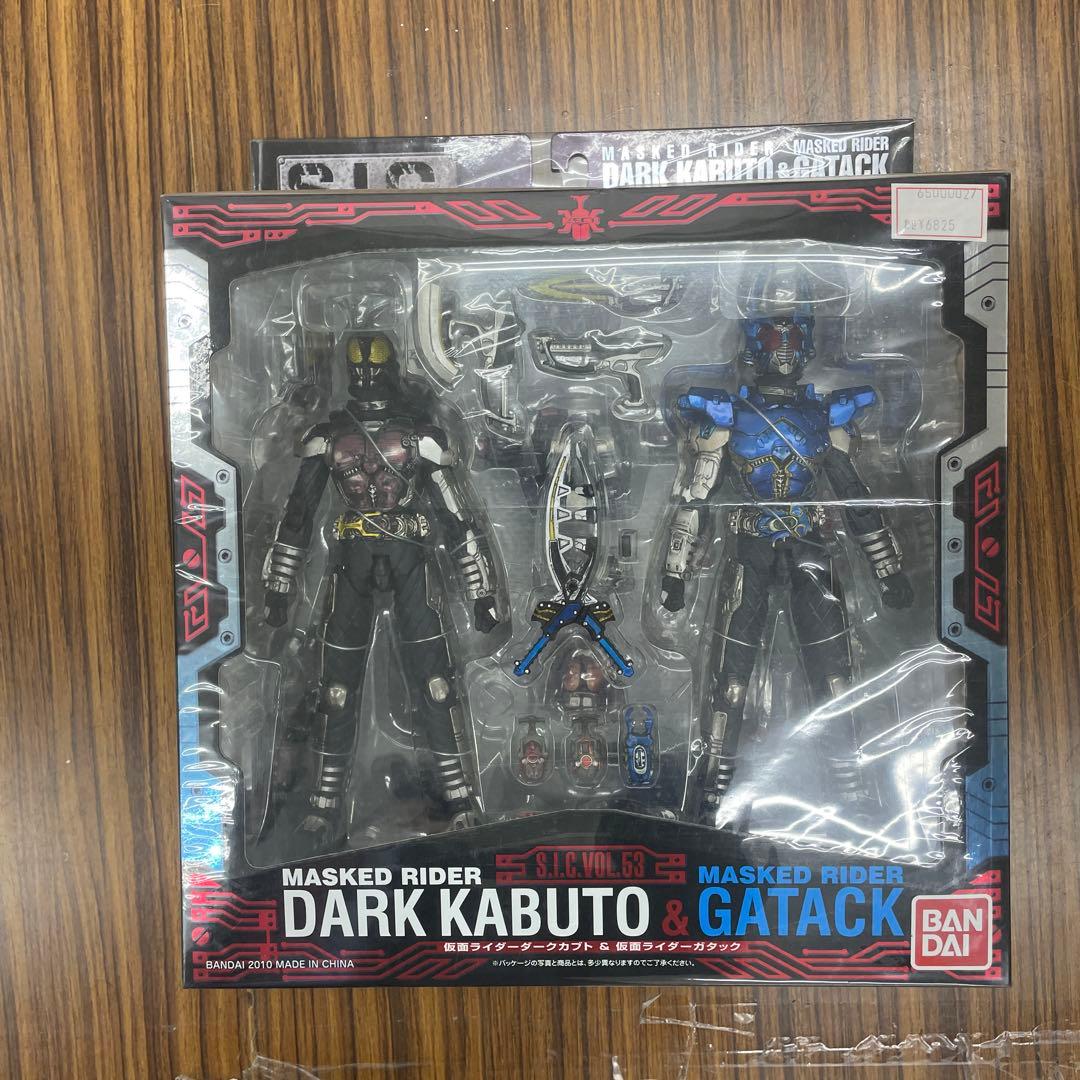 S.I.C
MASKED RIDER
DARK KABUTO
&
MASKED RIDER
GATACK
65000027
¥6825
S.I.C.VOL.53
MASKED RIDER
DARK KABUTO
&
MASKED RIDER
GATACK
仮面ライダーダークカブト & 仮面ライダーガタック
BANDAI 2010 MADE IN CHINA
※パッケージの写真と商品とは、多少異なりますのでご了承ください。
BAN
DAI